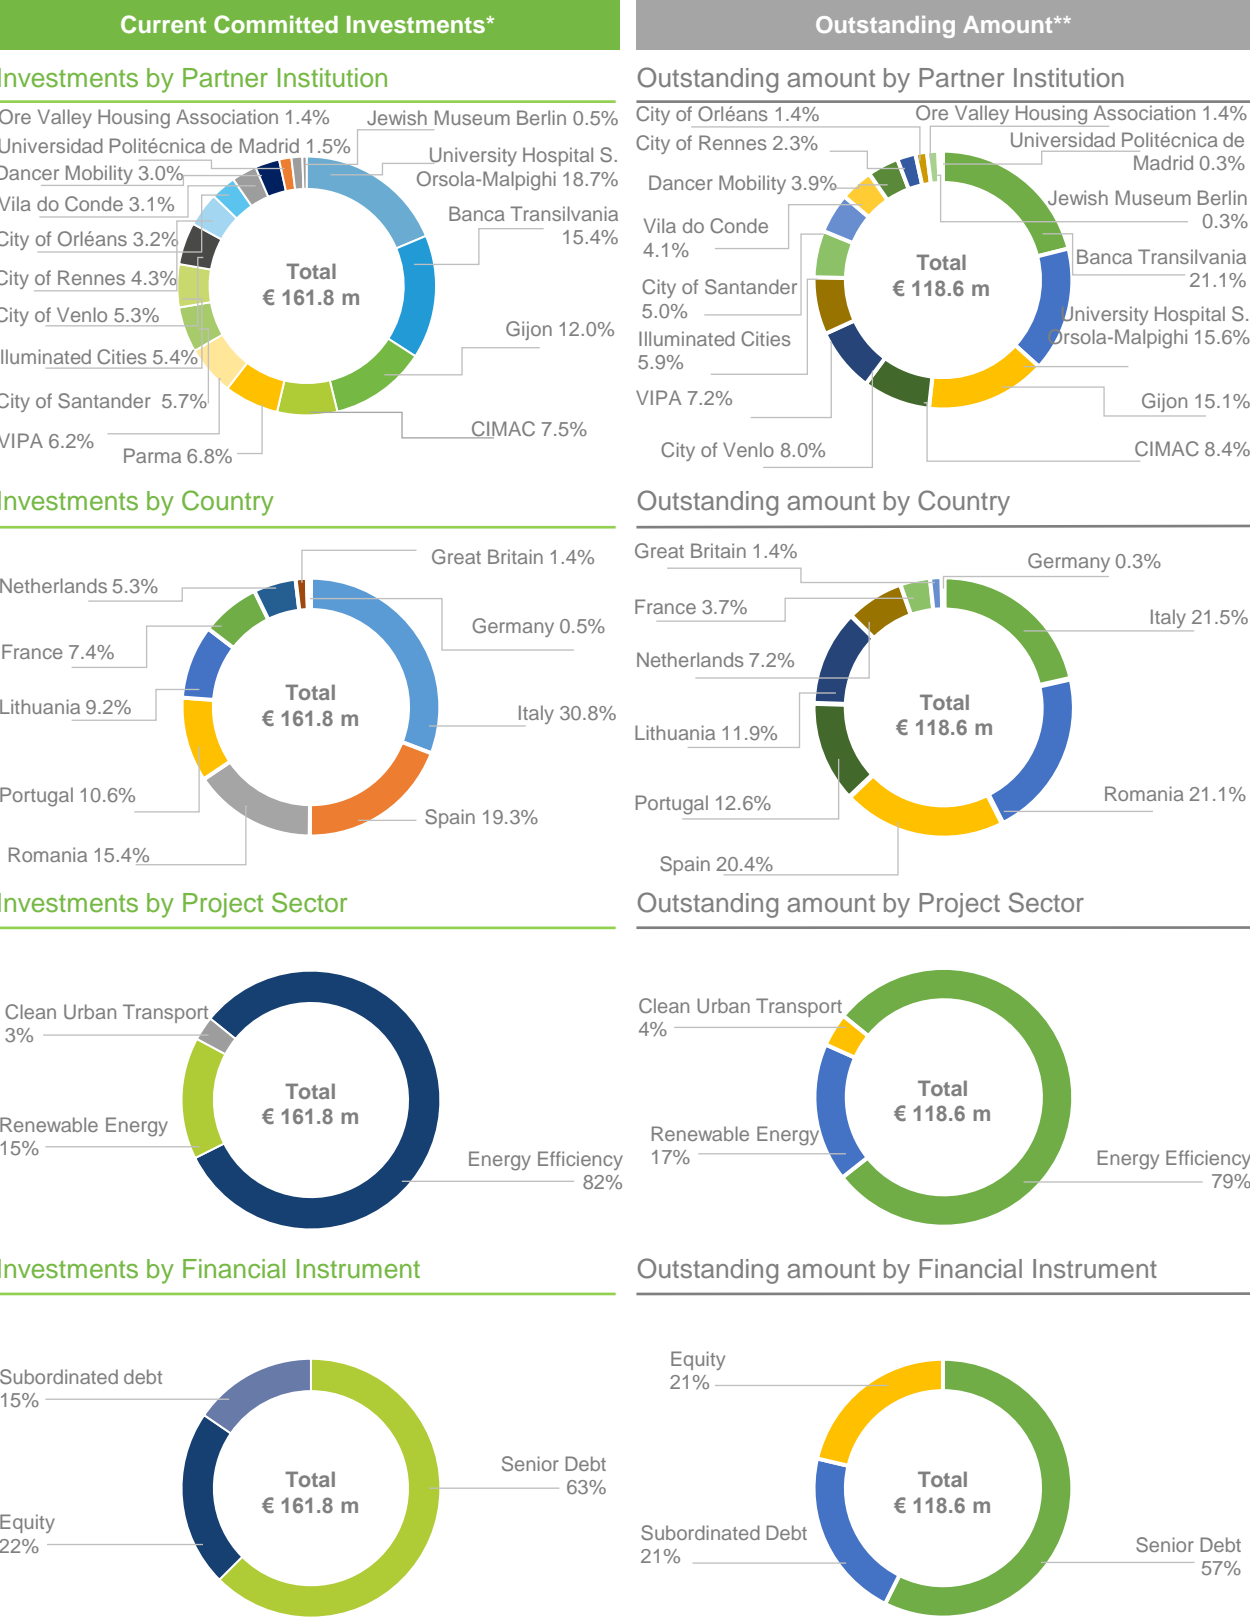 Current Committed Investments*
Investments by Partner Institution
Ore Valley Housing Association 1.4%
Jewish Museum Berlin 0.5%
Universidad Politécnica de Madrid 1.5%
University Hospital S.
Orsola-Malpighi 18.7%
Dancer Mobility 3.0%
Vila do Conde 3.1%
Banca Transilvania
15.4%
City of Orléans 3.2%
City of Rennes 4.3%
Total
€ 161.8 m
City of Venlo 5.3%
Gijon 12.0%
Illuminated Cities 5.4%
City of Santander 5.7%
VIPA 6.2%
Parma 6.8%
CIMAC 7.5%
Investments by Country
Great Britain 1.4%
Netherlands 5.3%
Germany 0.5%
France 7.4%
Lithuania 9.2%
Total
€ 161.8 m
Italy 30.8%
Portugal 10.6%
Spain 19.3%
Romania 15.4%
Investments by Project Sector
Clean Urban Transport
3%
Total
€ 161.8 m
Renewable Energy
15%
Energy Efficiency
82%
Investments by Financial Instrument
Subordinated debt
15%
Total
€ 161.8 m
Senior Debt
63%
Equity
22%
Outstanding Amount**
Outstanding amount by Partner Institution
City of Orléans 1.4%
Ore Valley Housing Association 1.4%
City of Rennes 2.3%
Universidad Politécnica de
Madrid 0.3%
Dancer Mobility 3.9%
Jewish Museum Berlin
0.3%
Vila do Conde
4.1%
Banca Transilvania
21.1%
Total
€ 118.6 m
City of Santander
5.0%
University Hospital S.
Orsola-Malpighi 15.6%
Illuminated Cities
5.9%
VIPA 7.2%
Gijon 15.1%
City of Venlo 8.0%
CIMAC 8.4%
Outstanding amount by Country
Great Britain 1.4%
Germany 0.3%
France 3.7%
Italy 21.5%
Netherlands 7.2%
Total
€ 118.6 m
Lithuania 11.9%
Portugal 12.6%
Romania 21.1%
Spain 20.4%
Outstanding amount by Project Sector
Clean Urban Transport
4%
Total
€ 118.6 m
Renewable Energy
17%
Energy Efficiency
79%
Outstanding amount by Financial Instrument
Equity
21%
Total
€ 118.6 m
Subordinated Debt
21%
Senior Debt
57%